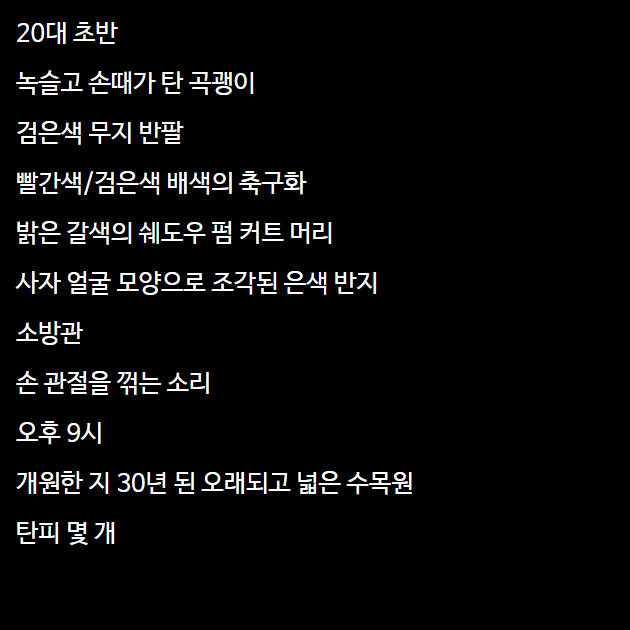 20대 초반
녹슬고 손때가 탄 곡괭이
검은색 무지 반팔
빨간색/검은색 배색의 축구화
밝은 갈색의 쉐도우 펌 커트 머리
사자 얼굴 모양으로 조각된 은색 반지
소방관
손 관절을 꺾는 소리
오후 9시
개원한 지 30년 된 오래되고 넓은 수목원
탄피 몇 개